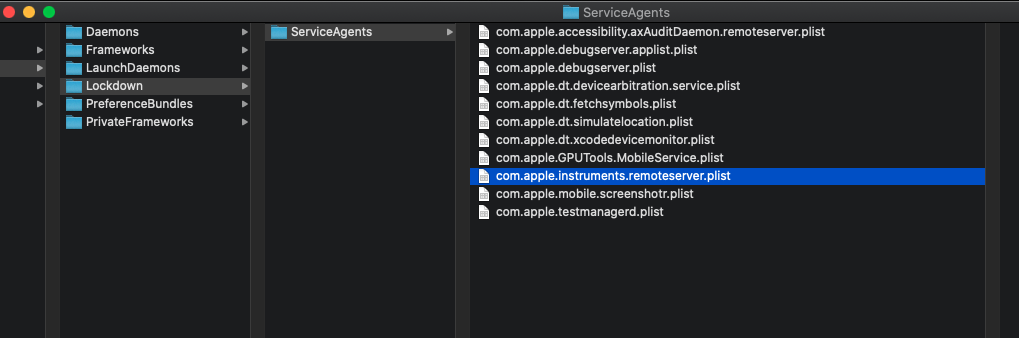 ServiceAgents
Daemons
Frameworks
LaunchDaemons
Lockdown
PreferenceBundles
PrivateFrameworks
ServiceAgents
com.apple.accessibility.axAuditDaemon.remoteserver.plist
com.apple.debugserver.applist.plist
com.apple.debugserver.plist
com.apple.dt.devicearbitration.service.plist
com.apple.dt.fetchsymbols.plist
com.apple.dt.simulatelocation.plist
com.apple.dt.xcodedevicemonitor.plist
com.apple.GPUTools.MobileService.plist
com.apple.instruments.remoteserver.plist
com.apple.mobile.screenshotr.plist
com.apple.testmanagerd.plist